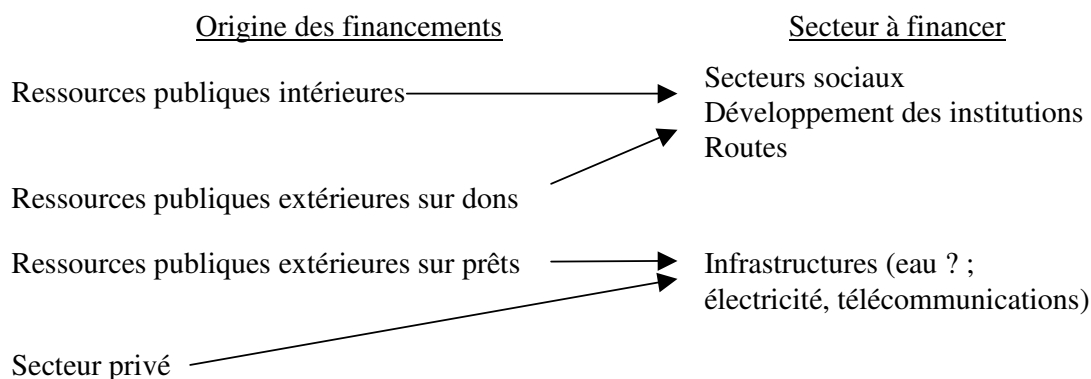 Origine des financements
Secteur à financer
Ressources publiques intérieures
Secteurs sociaux
Développement des institutions
Routes
Ressources publiques extérieures sur dons
Ressources publiques extérieures sur prêts
Infrastructures (eau ? ;
électricité, télécommunications)
Secteur privé